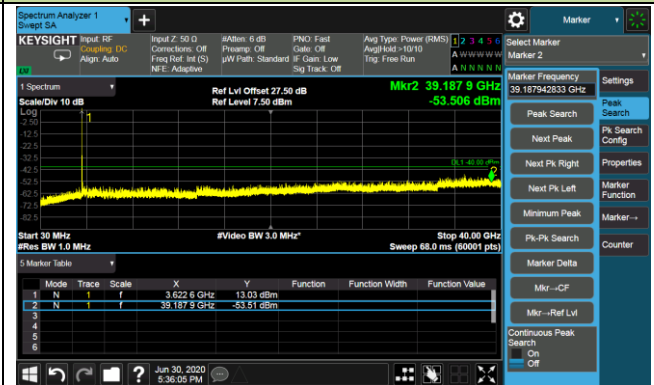 Spectrum Analyzer 1
Swept SA
+
Marker
KEYSIGHT
Input: RF
Coupling: DC
Align: Auto
Input Z: 50 Ω
Corrections: Off
Freq Ref: Int (S)
NFE: Adaptive
#Atten: 6 dB
Preamp: Off
µW Path: Standard
PNO: Fast
Gate: Off
IF Gain: Low
Sig Track: Off
Avg Type: Power (RMS)
Avg|Hold:>10/10
Trig: Free Run
1 2 3 4 5 6
A W W W W W
A N N N N N
Select Marker
Marker 2
Marker Frequency
39.187942833 GHz
Settings
Peak Search
Next Peak
Next Pk Right
Next Pk Left
Minimum Peak
Pk-Pk Search
Marker Delta
Mkr→CF
Mkr→Ref Lvl
Continuous Peak
Search
On
Off
Peak
Search
Pk Search
Config
Properties
Marker
Function
Marker→
Counter
1 Spectrum
Scale/Div 10 dB
Log
Ref Lvl Offset 27.50 dB
Ref Level 7.50 dBm
Mkr2 39.187 9 GHz
-53.506 dBm
-2.50
-12.5
-22.5
-32.5
-42.5
-52.5
-62.5
-72.5
-82.5
1
DL1 -40.00 dBm
2
Start 30 MHz
#Res BW 1.0 MHz
#Video BW 3.0 MHz*
Stop 40.00 GHz
Sweep 68.0 ms (60001 pts)
5 Marker Table
Mode Trace Scale X Y Function Function Width Function Value
1 N 1 f 3.622 6 GHz 13.03 dBm
2 N 1 f 39.187 9 GHz -53.51 dBm
3
4
5
6
?
Jun 30, 2020
5:36:05 PM